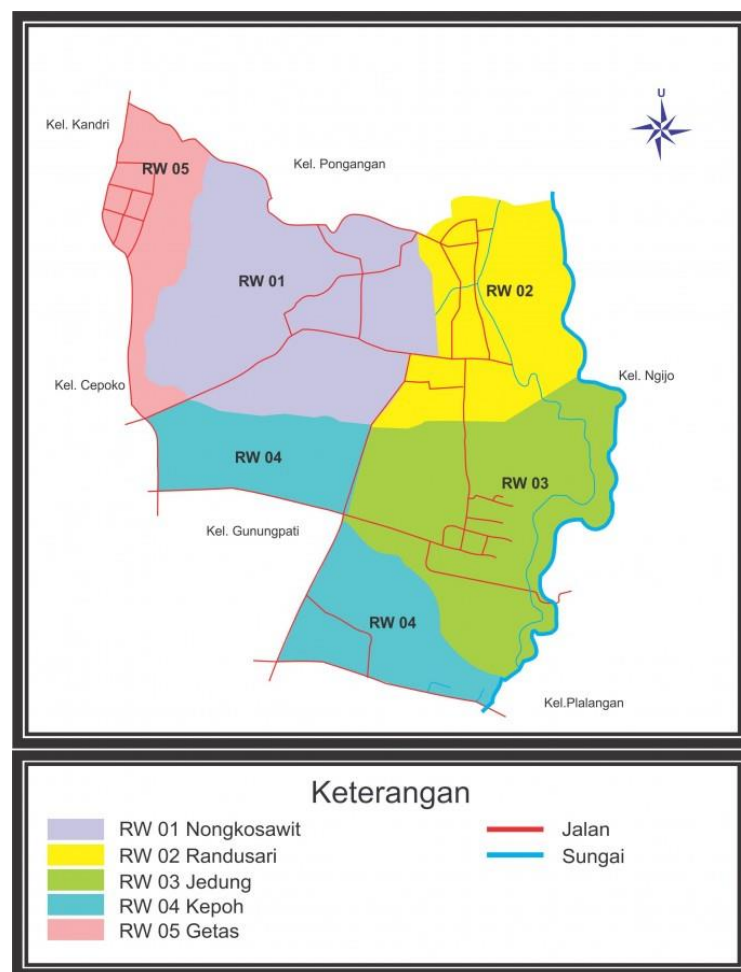 U
Kel. Kandri
Kel. Pongangan
RW 05
RW 01
RW 02
Kel. Cepoko
Kel. Ngijo
RW 04
RW 03
Kel. Gunungpati
RW 04
Kel.Plalangan
Keterangan
RW 01 Nongkosawit
RW 02 Randusari
RW 03 Jedung
RW 04 Kepoh
RW 05 Getas
Jalan
Sungai